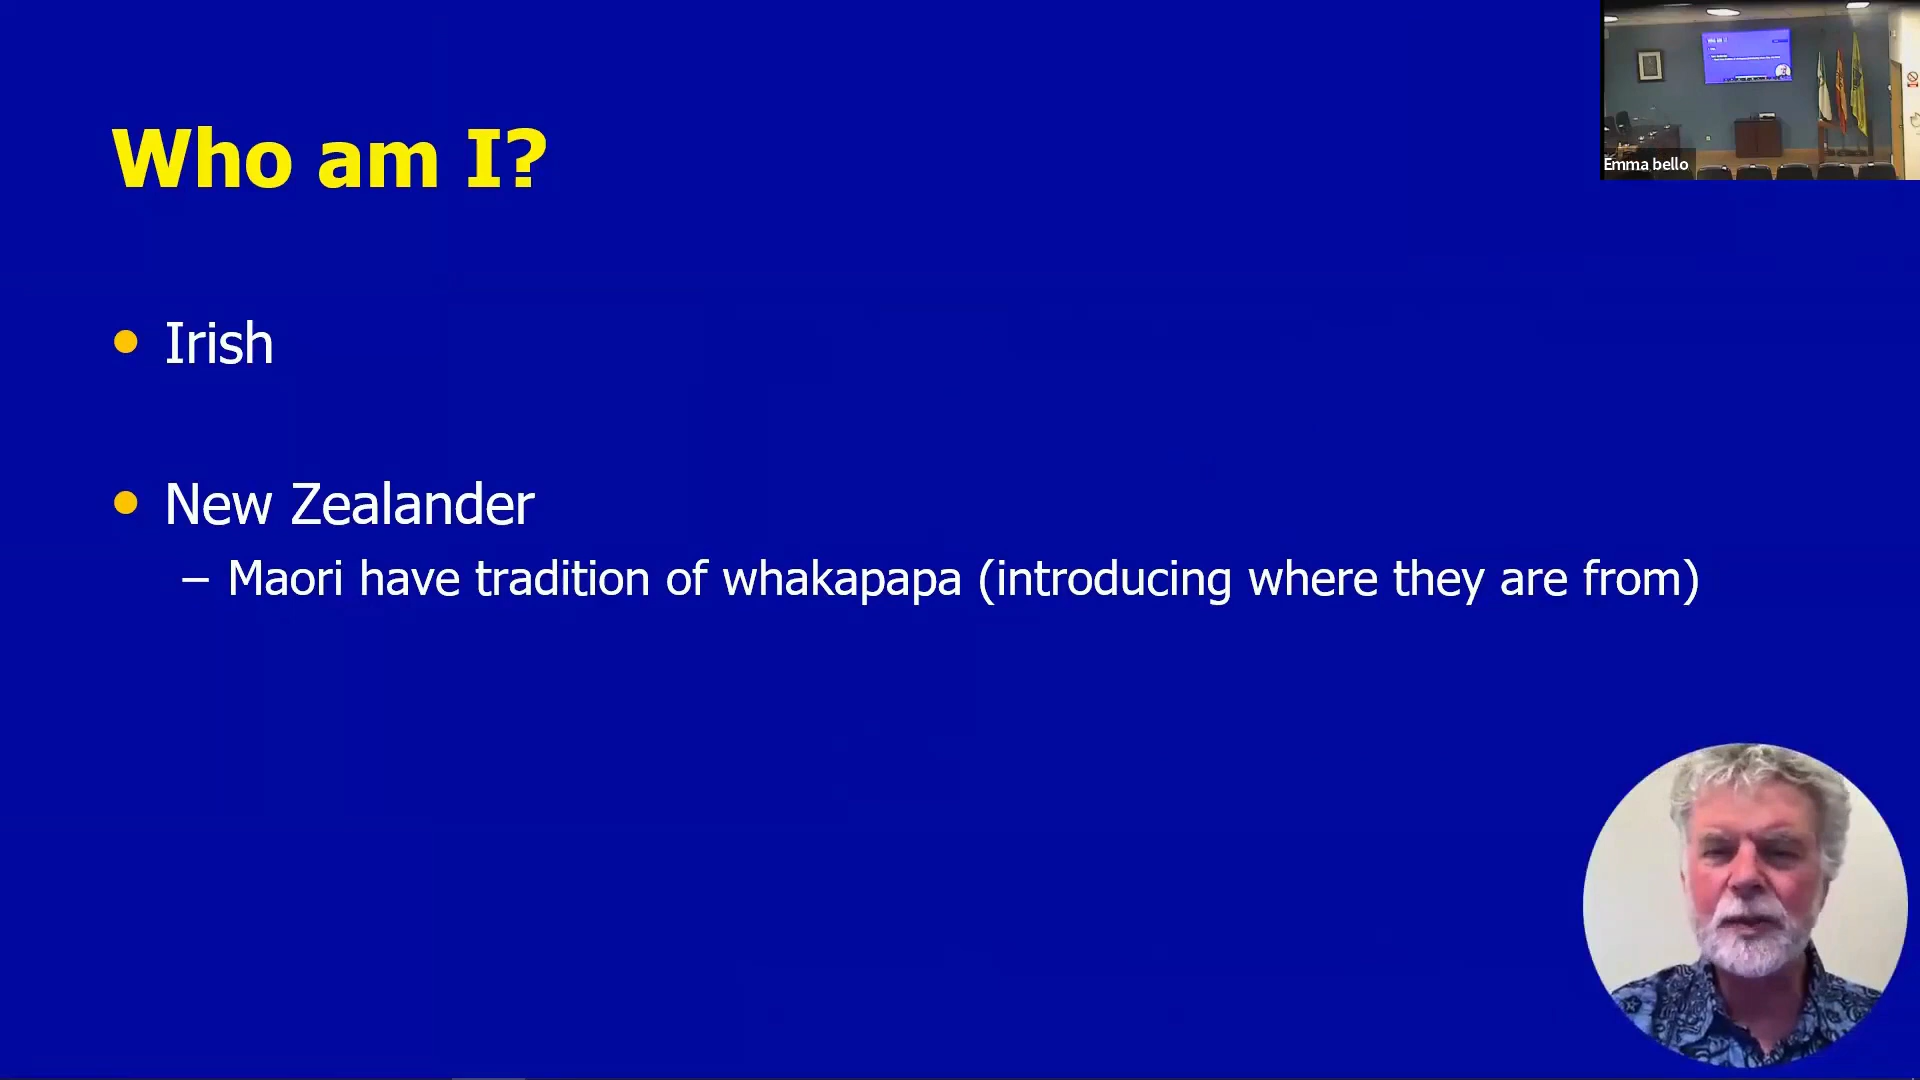 Who am I?
Irish
New Zealander
– Maori have tradition of whakapapa (introducing where they are from)
Emma bello